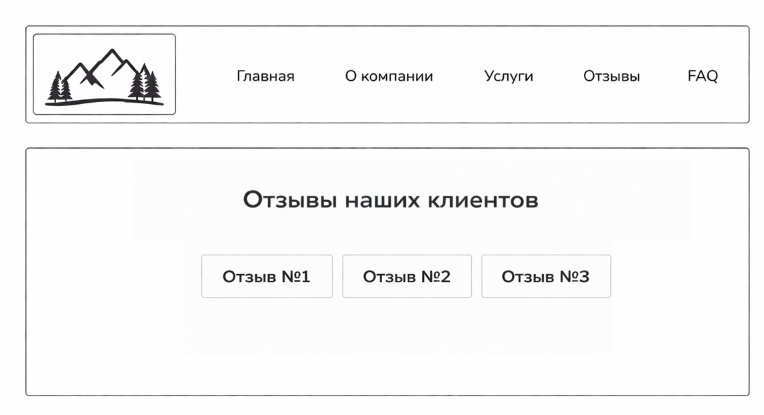 Главная О компании Услуги Отзывы FAQ
Отзывы наших клиентов
Отзыв №1 Отзыв №2 Отзыв №3